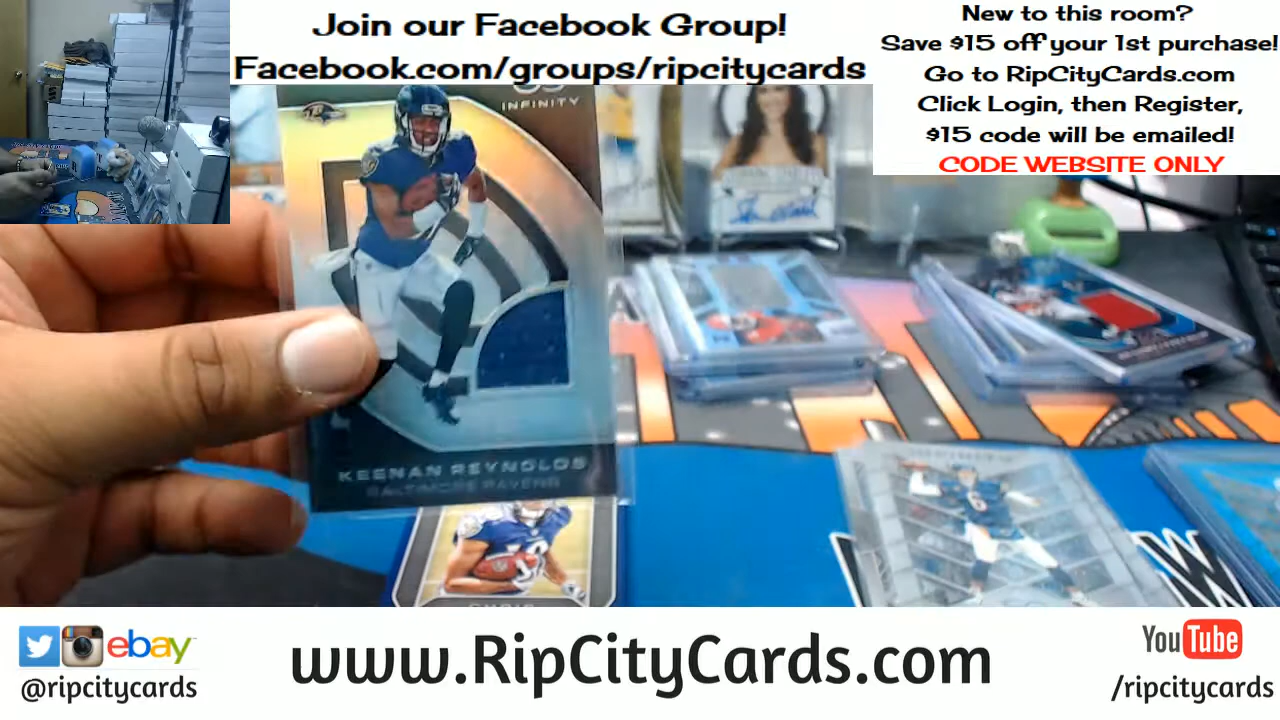 Join our Facebook Group!
Facebook.com/groups/ripcitycards
New to this room?
Save $15 off your 1st purchase!
Go to RipCityCards.com
Click Login, then Register,
$15 code will be emailed!
CODE WEBSITE ONLY
INFINITY
KEENAN REYNOLDS
BALTIMORE RAVENS
CHRIS
W
ebay
@ripcitycards
www.RipCityCards.com
YouTube
/ripcitycards